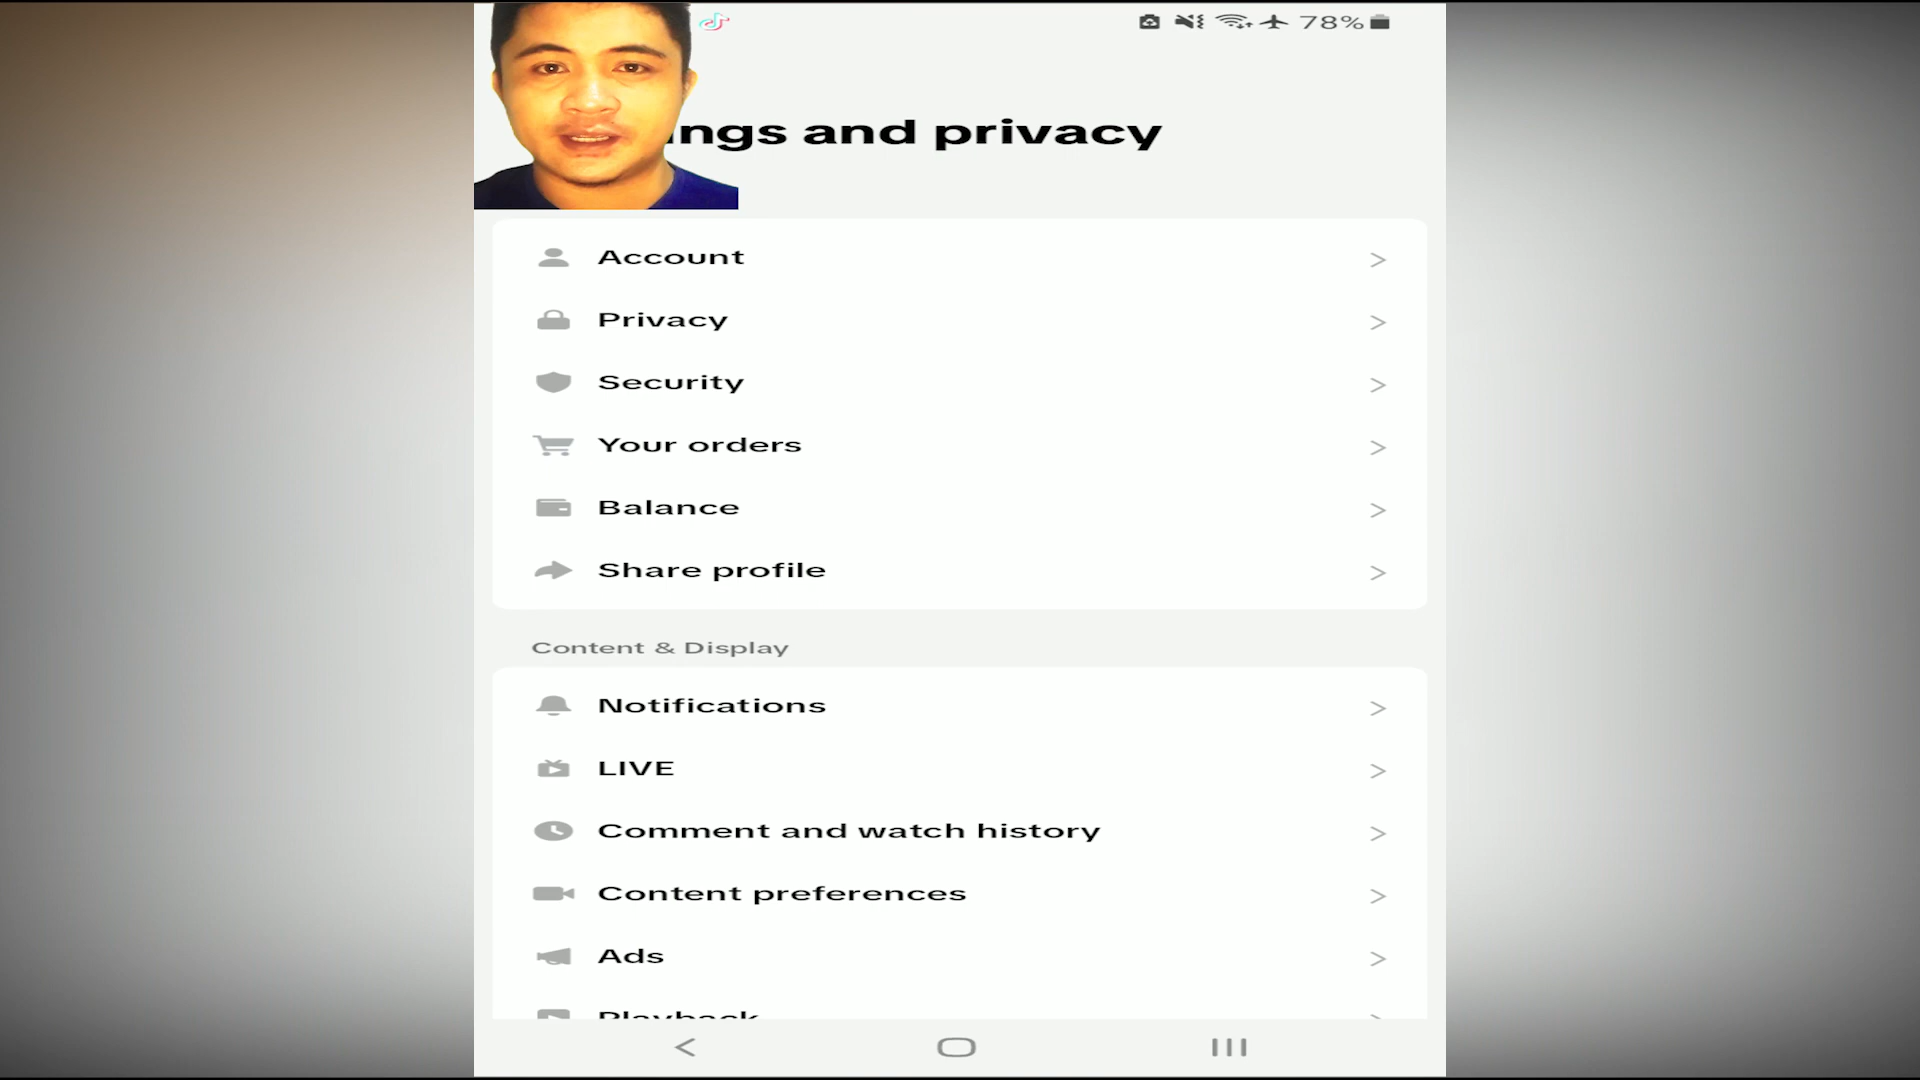 78%
ngs and privacy
Account
Privacy
Security
Your orders
Balance
Share profile
Content & Display
Notifications
LIVE
Comment and watch history
Content preferences
Ads
Playback